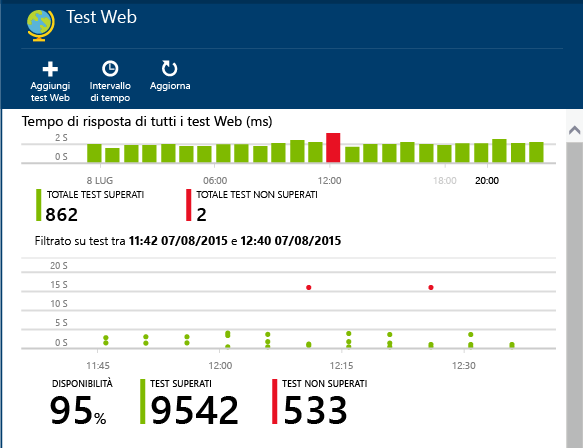 Test Web
Aggiungi test Web
Intervallo di tempo
Aggiorna
Tempo di risposta di tutti i test Web (ms)
2 S
0 S
8 LUG 06:00 12:00 18:00 20:00
TOTALE TEST SUPERATI
862
TOTALE TEST NON SUPERATI
2
Filtrato su test tra 11:42 07/08/2015 e 12:40 07/08/2015
20 S
15 S
10 S
5 S
0 S
11:45 12:00 12:15 12:30
DISPONIBILITÀ
95%
TEST SUPERATI
9542
TEST NON SUPERATI
533